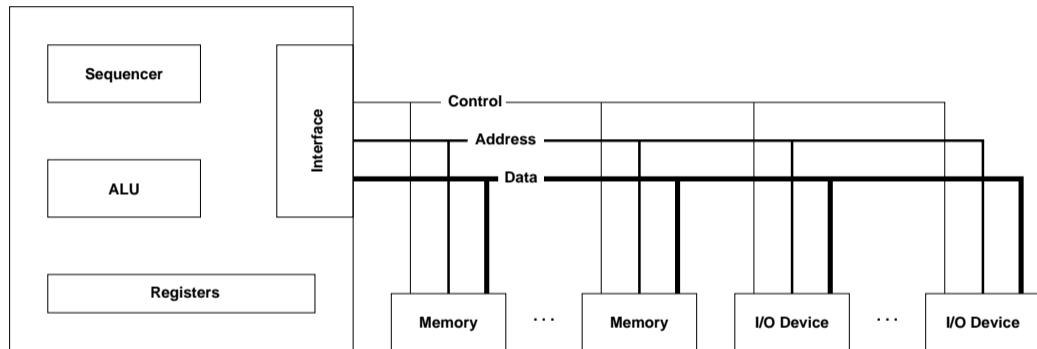 Sequencer
Interface
Control
Address
ALU
Data
Registers
Memory
. . .
Memory
I/O Device
. . .
I/O Device